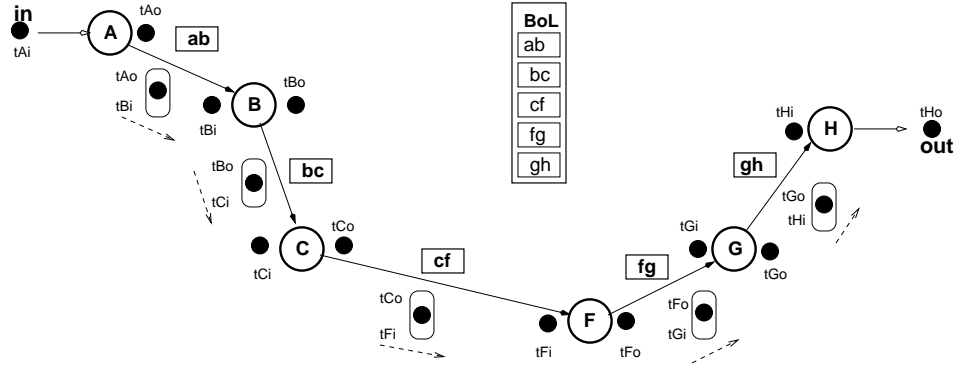 in
tAi
A
tAo
ab
tAo
tBi
tBi
B
tBo
tBo
tCi
bc
tCi
C
tCo
cf
tCo
tFi
tFi
F
tFo
fg
tFo
tGi
tGi
G
tGo
gh
tGo
tHi
tHi
H
tHo
out
BoL
ab
bc
cf
fg
gh